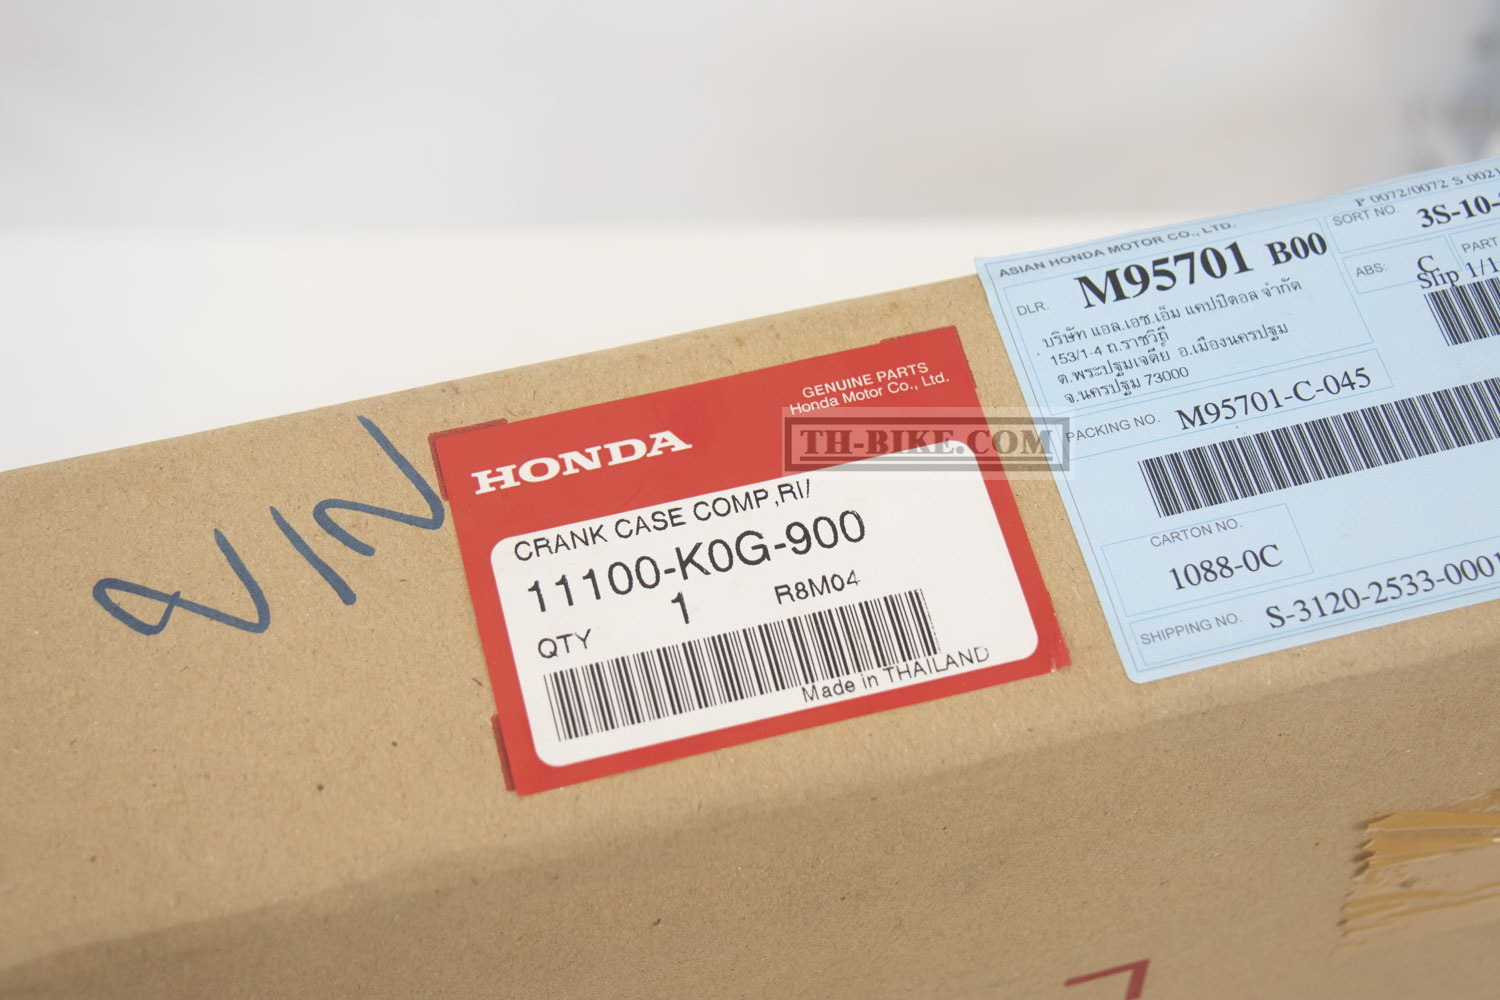 HONDA
GENUINE PARTS
Honda Motor Co., Ltd.
CRANK CASE COMP,RI/
11100-K0G-900
QTY 1 R8M04
Made in THAILAND
TH-BIKE.COM
P 0072/0072 S 0021
ASIAN HONDA MOTOR CO., LTD.
DLR. M95701 B00
บริษัท แอล.เอช.เอ็ม แคปปิตอล จำกัด
153/1-4 ถ.ราชวิถี
ต.พระปฐมเจดีย์ อ.เมืองนครปฐม
จ.นครปฐม 73000
SORT NO. 3S-10-
ABS: C
PART
Slip 1/1
PACKING NO. M95701-C-045
CARTON NO.
1088-0C
SHIPPING NO. S-3120-2533-0001